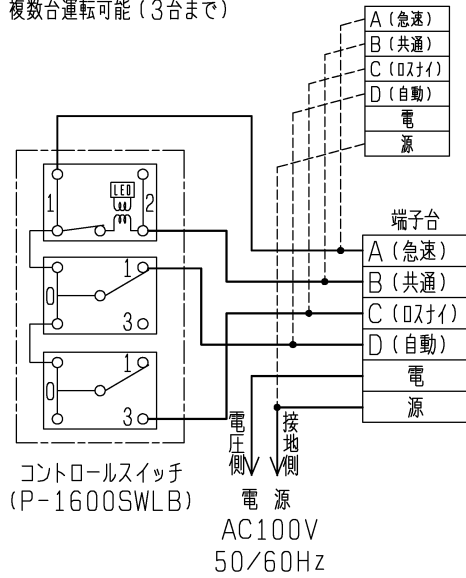 複数台運転可能(3台まで)
A(急速)
B(共通)
C(ロスナイ)
D(自動)
電
源
端子台
A(急速)
B(共通)
C(ロスナイ)
D(自動)
電
源
LED
1
2
0
1
3
0
1
3
電圧側
接地側
コントロールスイッチ
(P-1600SWLB)
電源
AC100V
50/60Hz